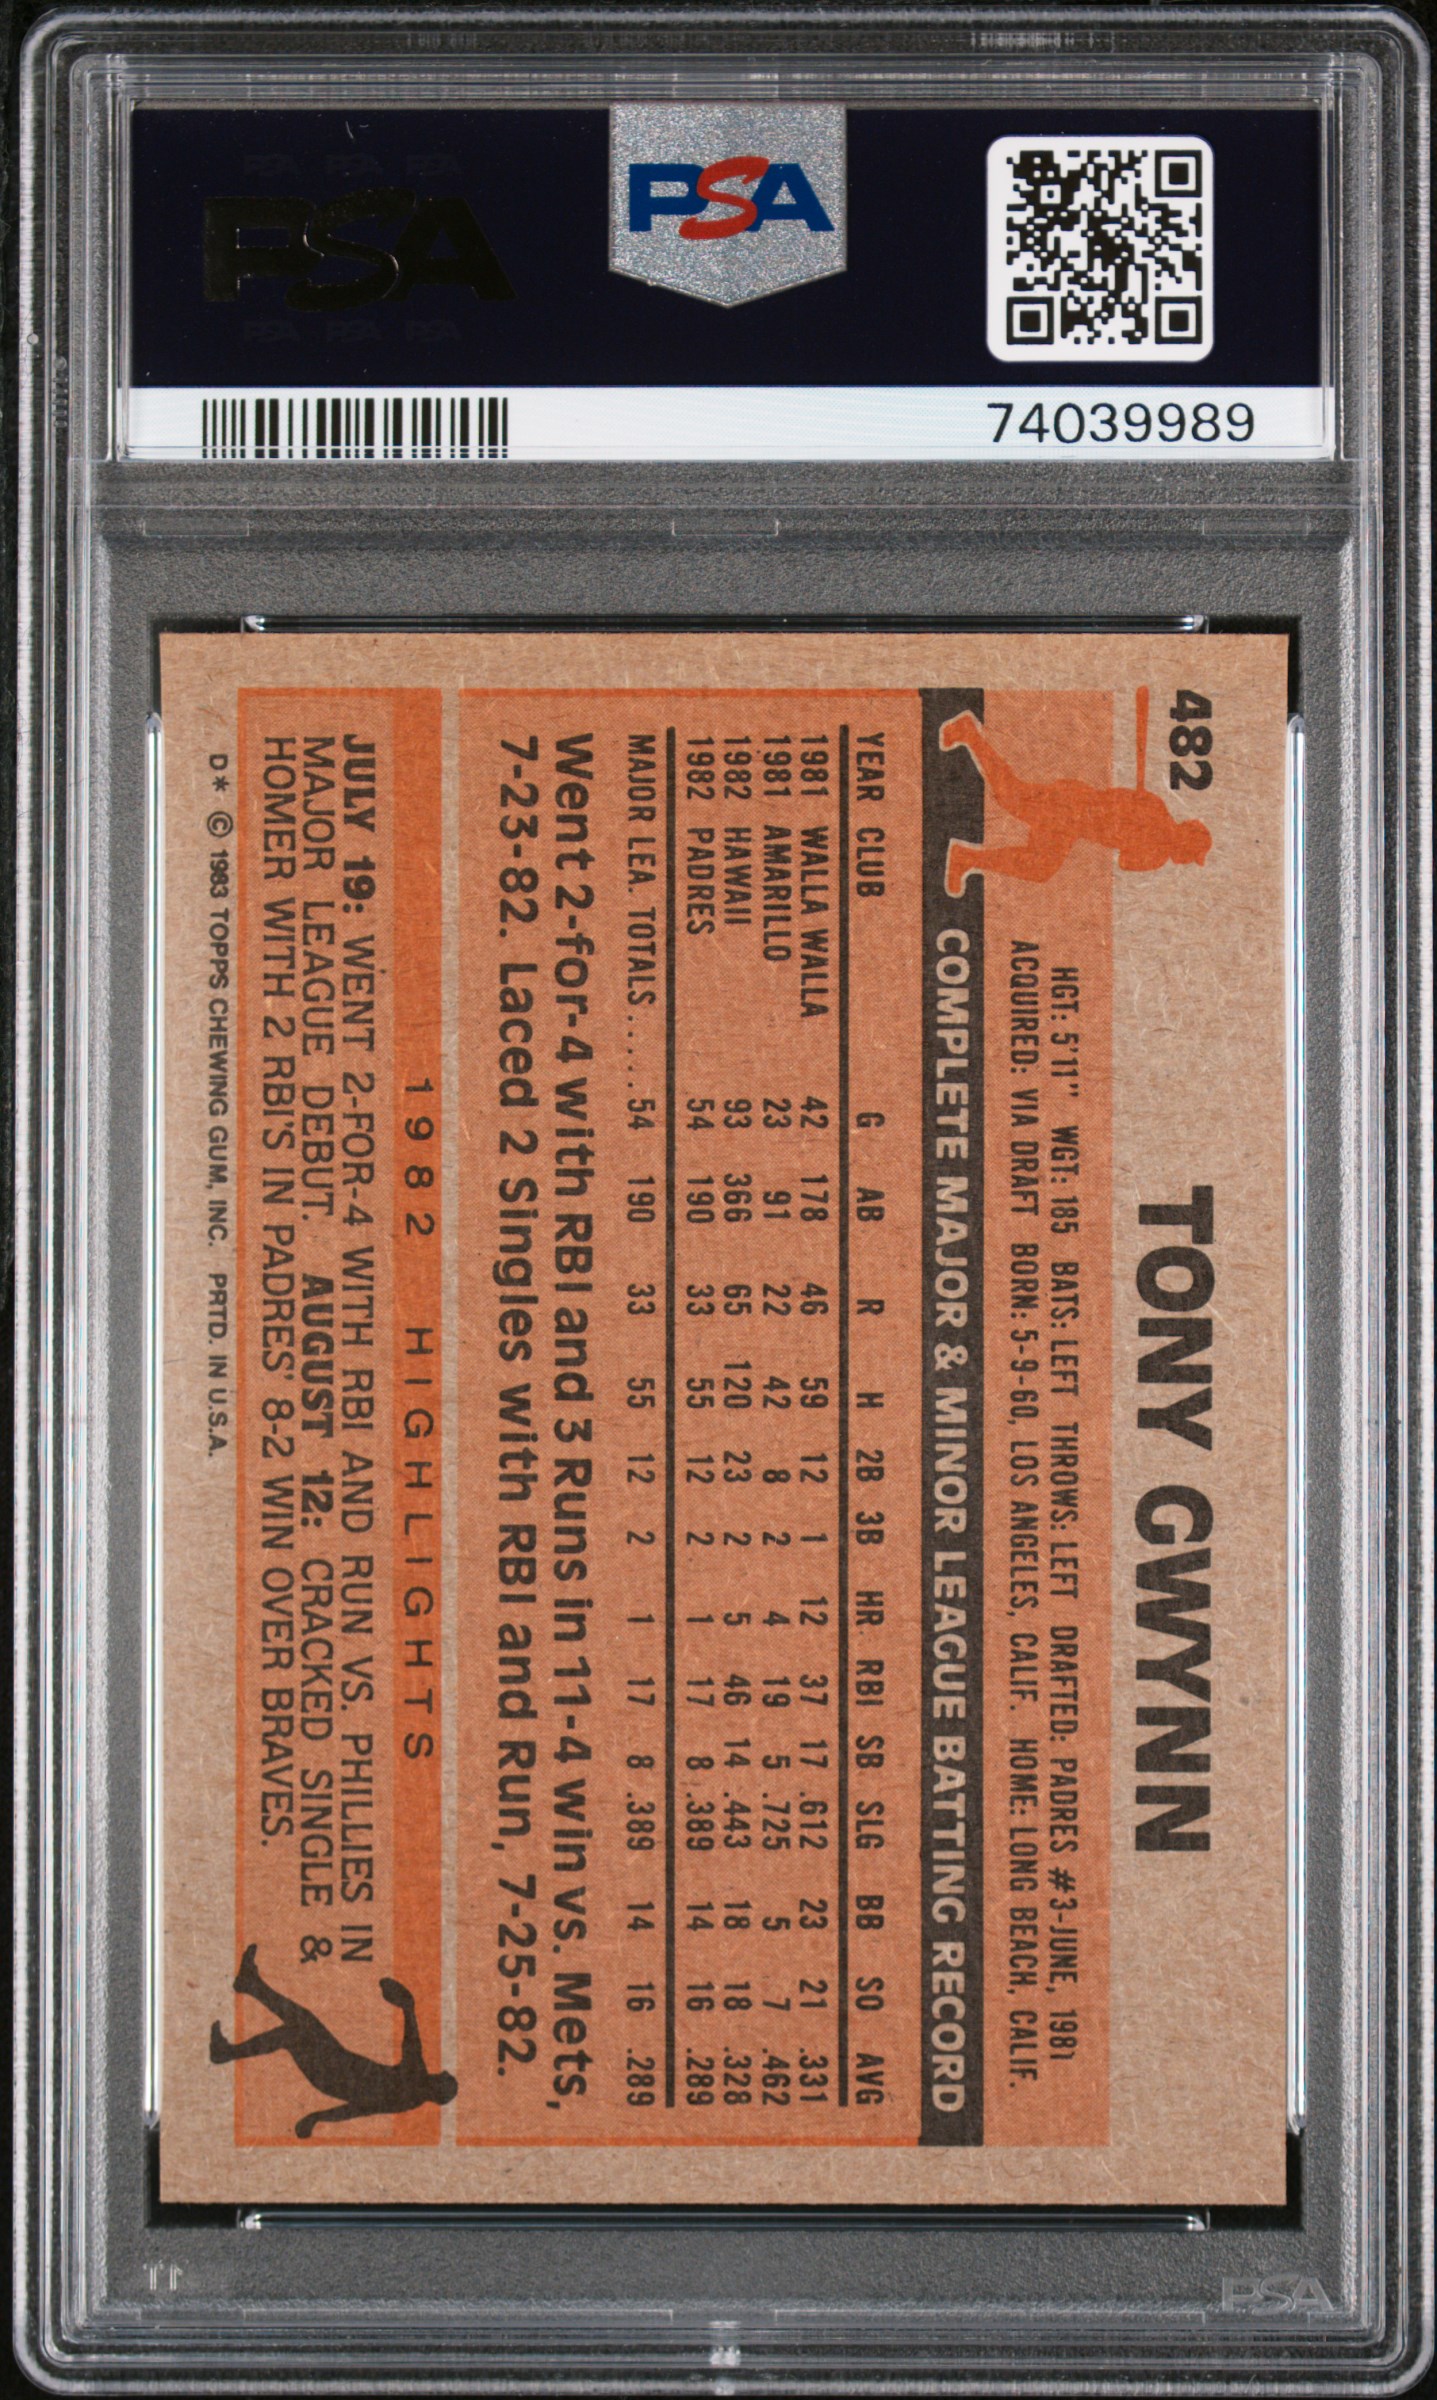 PSA PSA PSA
PSA
PSA PSA PSA
PSA
74039989
482
TONY GWYNN
HGT: 5'11" WGT: 185 BATS: LEFT THROWS: LEFT DRAFTED: PADRES #3-JUNE, 1981
ACQUIRED: VIA DRAFT BORN: 5-9-60, LOS ANGELES, CALIF. HOME: LONG BEACH, CALIF.
COMPLETE MAJOR & MINOR LEAGUE BATTING RECORD
YEAR CLUB G AB R H 2B 3B HR RBI SB SLG BB SO AVG
1981 WALLA WALLA 42 178 46 59 12 1 12 37 17 .612 23 21 .331
1981 AMARILLO 23 91 22 42 8 2 4 19 5 .725 5 7 .462
1982 HAWAII 93 366 65 120 23 2 5 46 14 .443 18 18 .328
1982 PADRES 54 190 33 55 12 2 1 17 8 .389 14 16 .289
MAJOR LEA. TOTALS......54 190 33 55 12 2 1 17 8 .389 14 16 .289
Went 2-for-4 with RBI and 3 Runs in 11-4 win vs. Mets,
7-23-82. Laced 2 Singles with RBI and Run, 7-25-82.
1982 HIGHLIGHTS
JULY 19: WENT 2-FOR-4 WITH RBI AND RUN VS. PHILLIES IN
MAJOR LEAGUE DEBUT. AUGUST 12: CRACKED SINGLE &
HOMER WITH 2 RBI'S IN PADRES' 8-2 WIN OVER BRAVES.
D* © 1983 TOPPS CHEWING GUM, INC. PRTD. IN U.S.A.
PSA